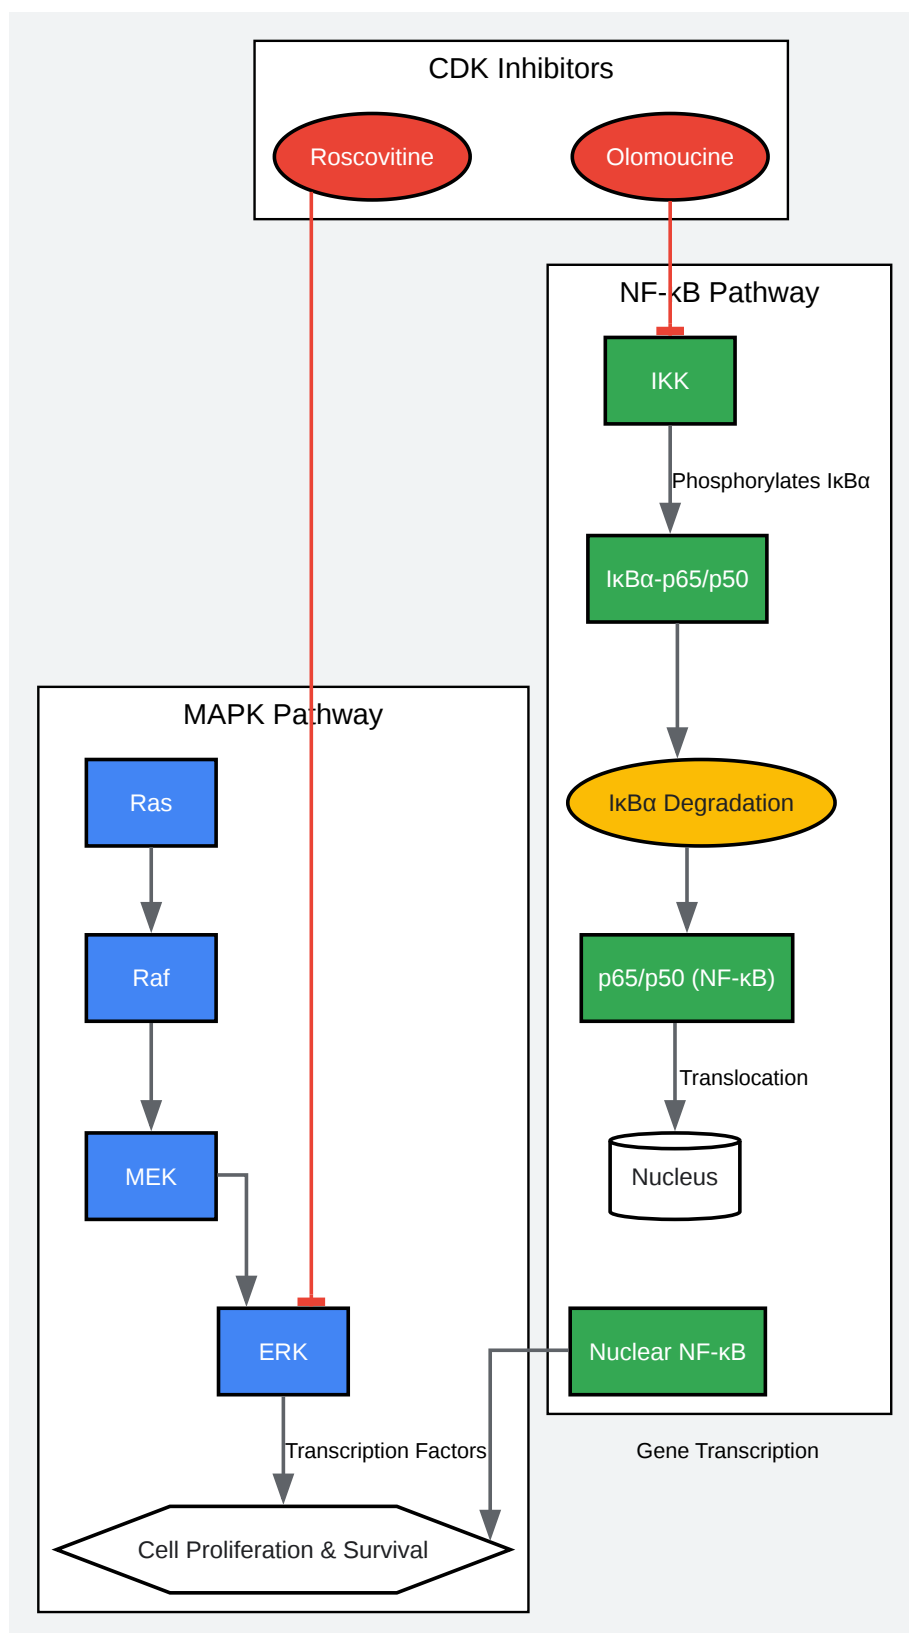 CDK Inhibitors
Roscovitine
Olomoucine
NF-κB Pathway
IKK
Phosphorylates IκBα
IκBα-p65/p50
MAPK Pathway
Ras
IκBα Degradation
Raf
p65/p50 (NF-κB)
Translocation
MEK
Nucleus
ERK
Nuclear NF-κB
Transcription Factors
Gene Transcription
Cell Proliferation & Survival